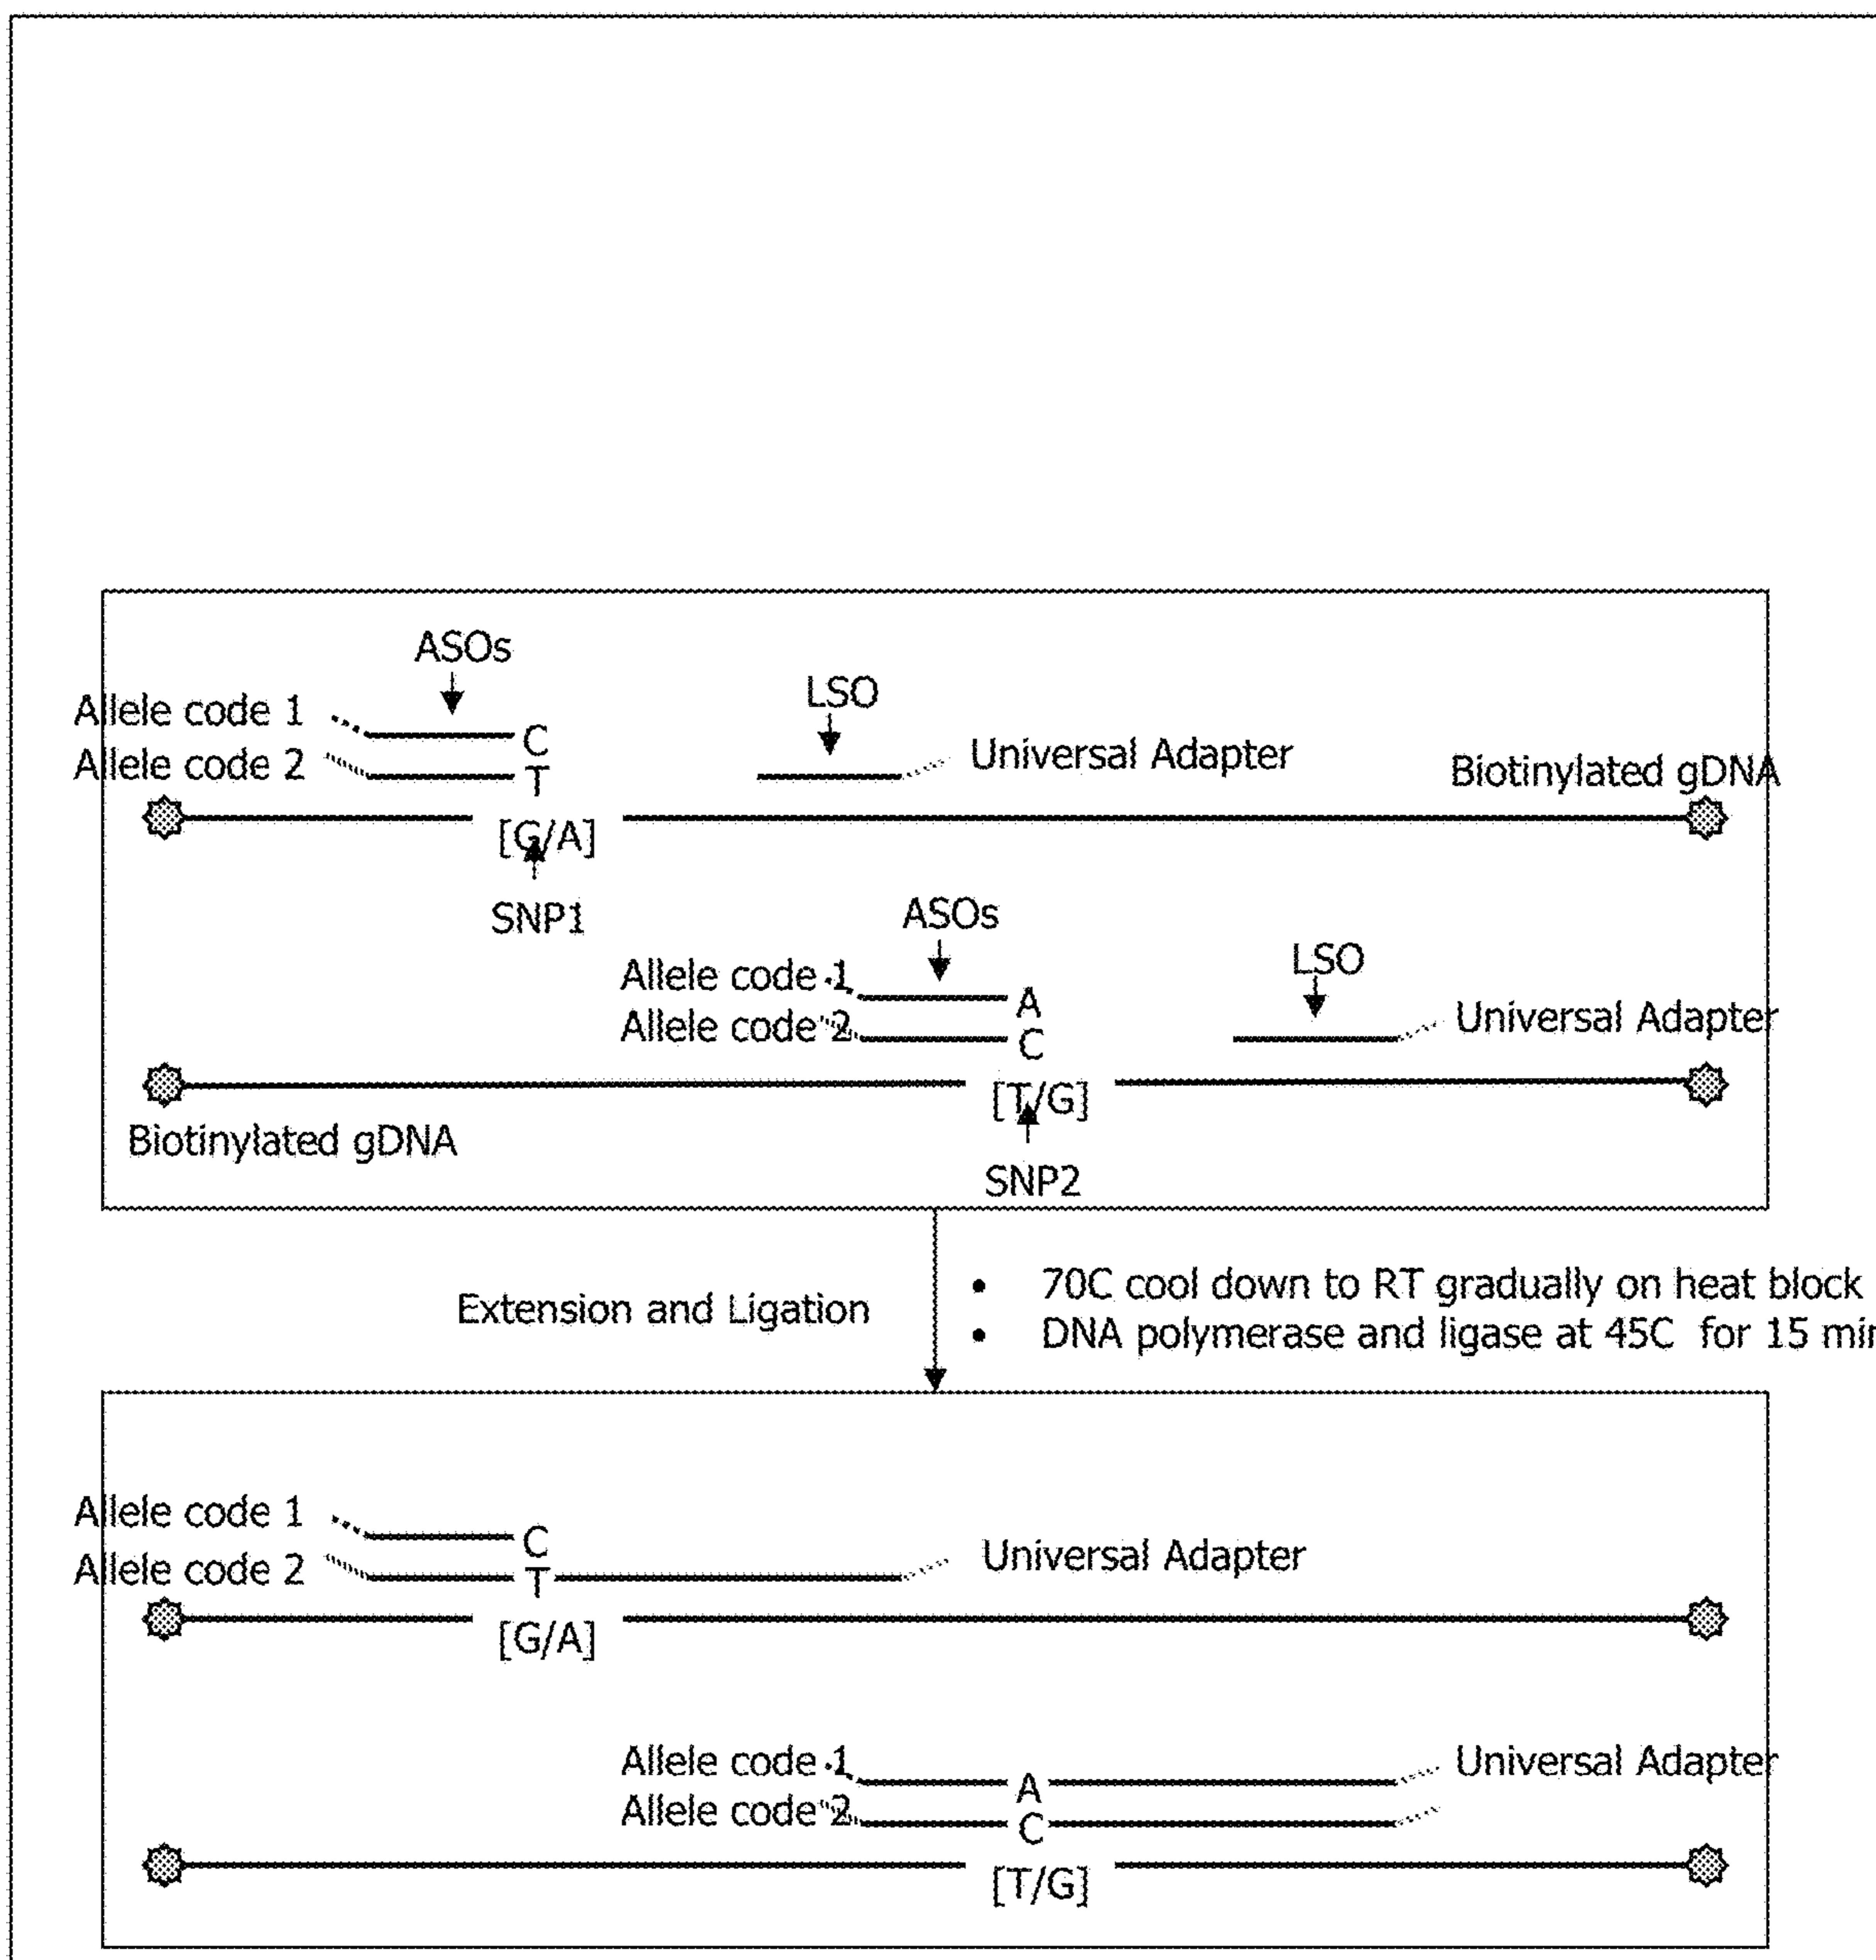 ASOs
Allele code 1
C
LSO
Allele code 2
T
Universal Adapter
Biotinylated gDNA
[G/A]
SNP1
ASOs
Allele code 1
A
LSO
Allele code 2
C
Universal Adapter
[T/G]
Biotinylated gDNA
SNP2
Extension and Ligation
• 70C cool down to RT gradually on heat block
• DNA polymerase and ligase at 45C for 15 min
Allele code 1
C
Allele code 2
T
Universal Adapter
[G/A]
Allele code 1
A
Universal Adapter
Allele code 2
C
[T/G]